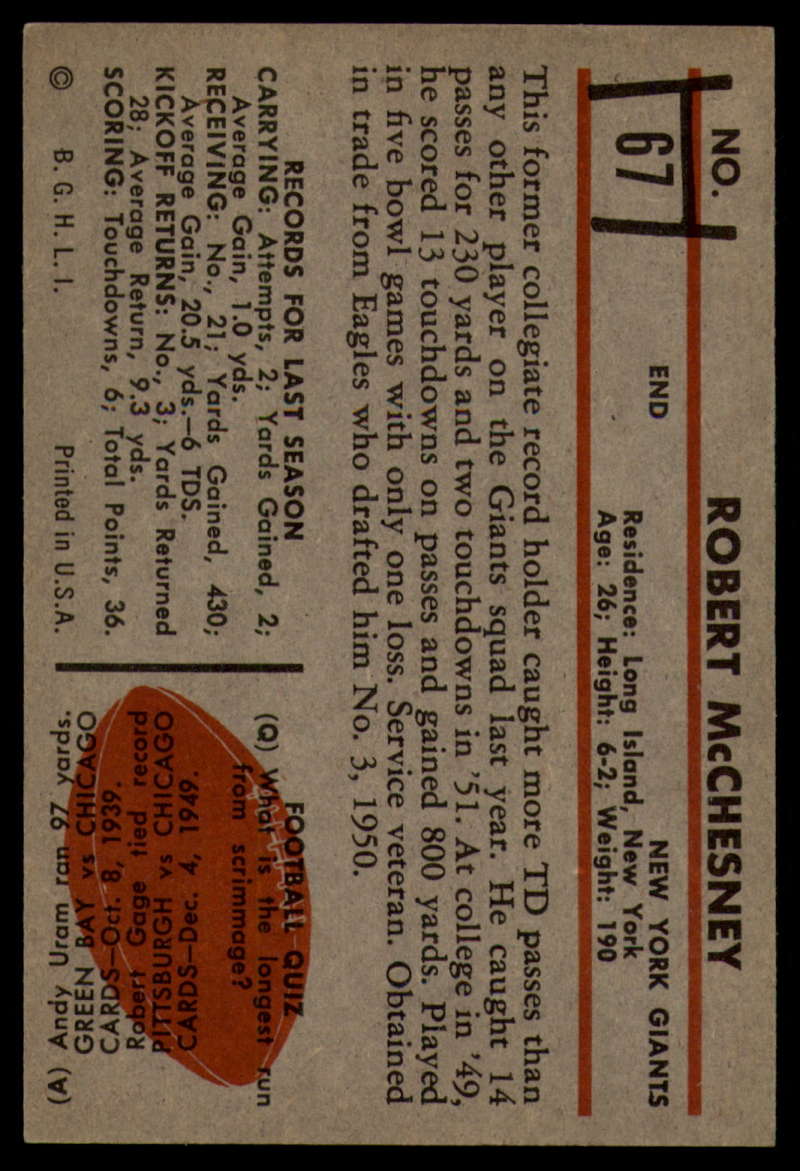 NO.
67
ROBERT McCHESNEY
END
NEW YORK GIANTS
Residence: Long Island, New York
Age: 26; Height: 6-2; Weight: 190
This former collegiate record holder caught more TD passes than
any other player on the Giants squad last year. He caught 14
passes for 230 yards and two touchdowns in '51. At college in '49,
he scored 13 touchdowns on passes and gained 800 yards. Played
in five bowl games with only one loss. Service veteran. Obtained
in trade from Eagles who drafted him No. 3, 1950.
RECORDS FOR LAST SEASON
CARRYING: Attempts, 2; Yards Gained, 2;
Average Gain, 1.0 yds.
RECEIVING: No., 21; Yards Gained, 430;
Average Gain, 20.5 yds.—6 TDS.
KICKOFF RETURNS: No., 3; Yards Returned
28; Average Return, 9.3 yds.
SCORING: Touchdowns, 6; Total Points, 36.
© B. G. H. L. I. Printed in U.S.A.
FOOTBALL QUIZ
(Q) What is the longest run
from scrimmage?
CARDS—Dec. 4, 1949.
PITTSBURGH vs CHICAGO
Robert Gage tied record
CARDS—Oct. 8, 1939.
GREEN BAY vs CHICAGO
(A) Andy Uram ran 97 yards.